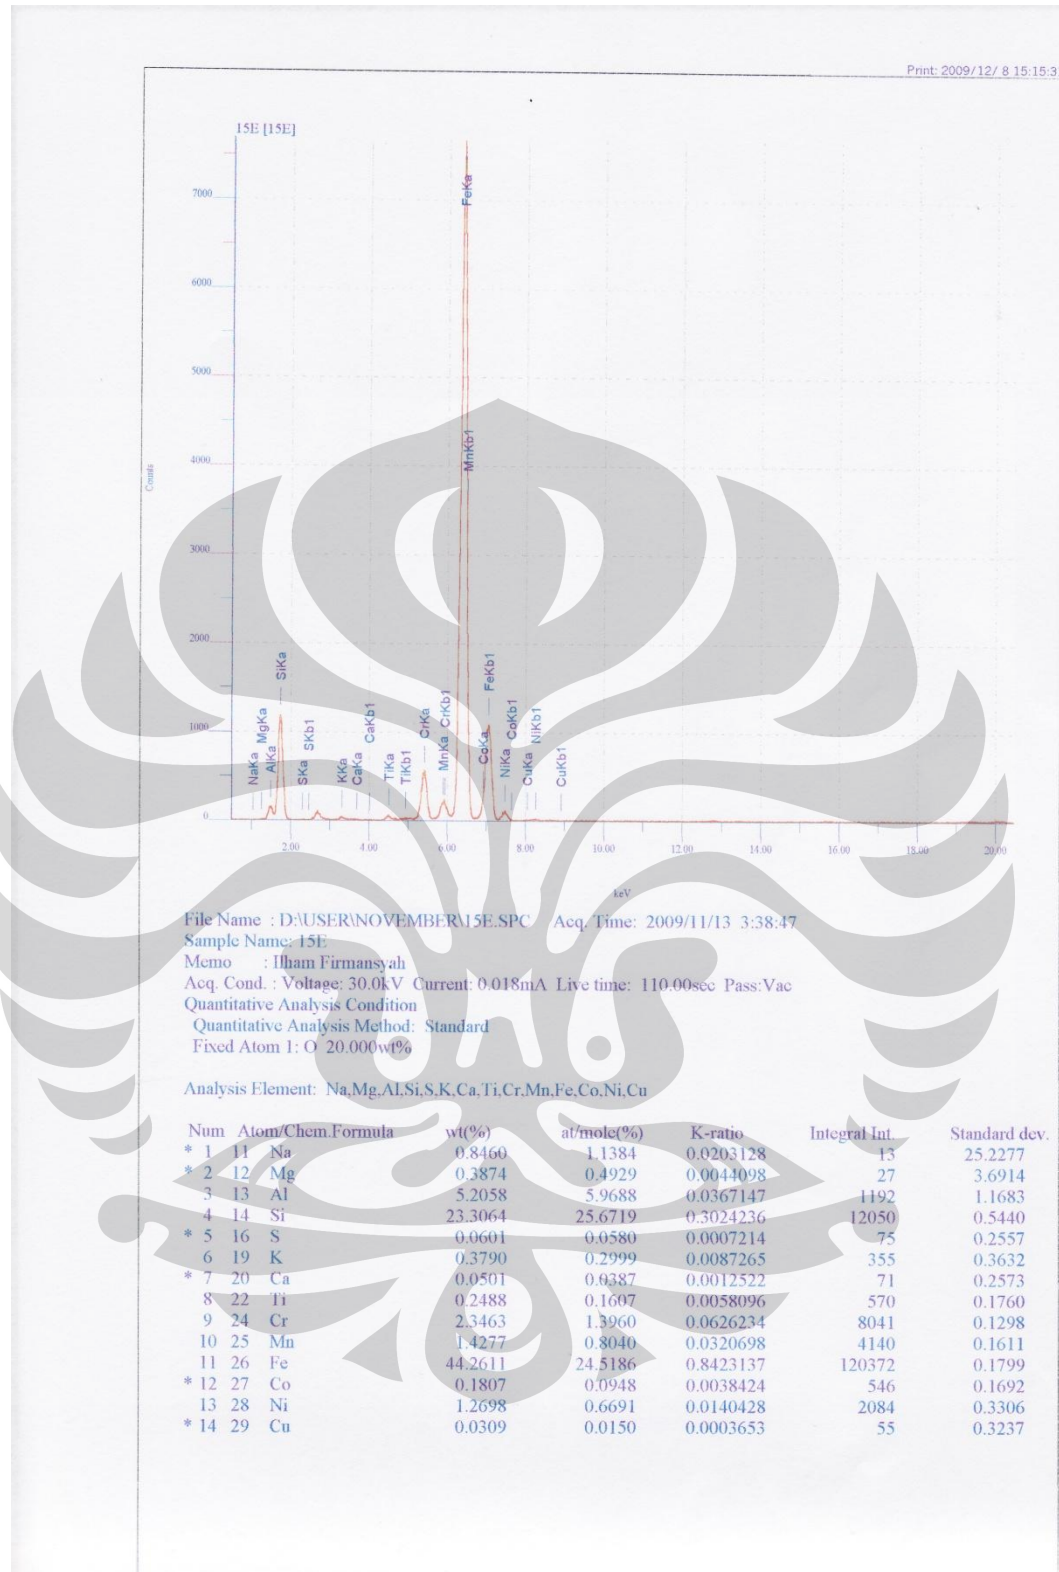 Print: 2009/12/ 8 15:15:3
15E [15E]
7000
6000
5000
4000
3000
2000
1000
0
Counts
FeKa
MnKb1
NaKa
MgKa
AlKa
SiKa
SKa
SKb1
KKa
CaKa
CaKb1
TiKa
TiKb1
CrKa
MnKa
CrKb1
CoKa
FeKb1
NiKa
CoKb1
CuKa
NiKb1
CuKb1
2.00 4.00 6.00 8.00 10.00 12.00 14.00 16.00 18.00 20.00
keV
File Name : D:\USER\NOVEMBER\15E.SPC Acq. Time: 2009/11/13 3:38:47
Sample Name: 15E
Memo : Ilham Firmansyah
Acq. Cond. : Voltage: 30.0kV Current: 0.018mA Live time: 110.00sec Pass:Vac
Quantitative Analysis Condition
Quantitative Analysis Method: Standard
Fixed Atom 1: O 20.000wt%
Analysis Element: Na,Mg,Al,Si,S,K,Ca,Ti,Cr,Mn,Fe,Co,Ni,Cu
Num Atom/Chem.Formula wt(%) at/mole(%) K-ratio Integral Int. Standard dev.
* 1 11 Na 0.8460 1.1384 0.0203128 13 25.2277
* 2 12 Mg 0.3874 0.4929 0.0044098 27 3.6914
3 13 Al 5.2058 5.9688 0.0367147 1192 1.1683
4 14 Si 23.3064 25.6719 0.3024236 12050 0.5440
* 5 16 S 0.0601 0.0580 0.0007214 75 0.2557
6 19 K 0.3790 0.2999 0.0087265 355 0.3632
* 7 20 Ca 0.0501 0.0387 0.0012522 71 0.2573
8 22 Ti 0.2488 0.1607 0.0058096 570 0.1760
9 24 Cr 2.3463 1.3960 0.0626234 8041 0.1298
10 25 Mn 1.4277 0.8040 0.0320698 4140 0.1611
11 26 Fe 44.2611 24.5186 0.8423137 120372 0.1799
* 12 27 Co 0.1807 0.0948 0.0038424 546 0.1692
13 28 Ni 1.2698 0.6691 0.0140428 2084 0.3306
* 14 29 Cu 0.0309 0.0150 0.0003653 55 0.3237